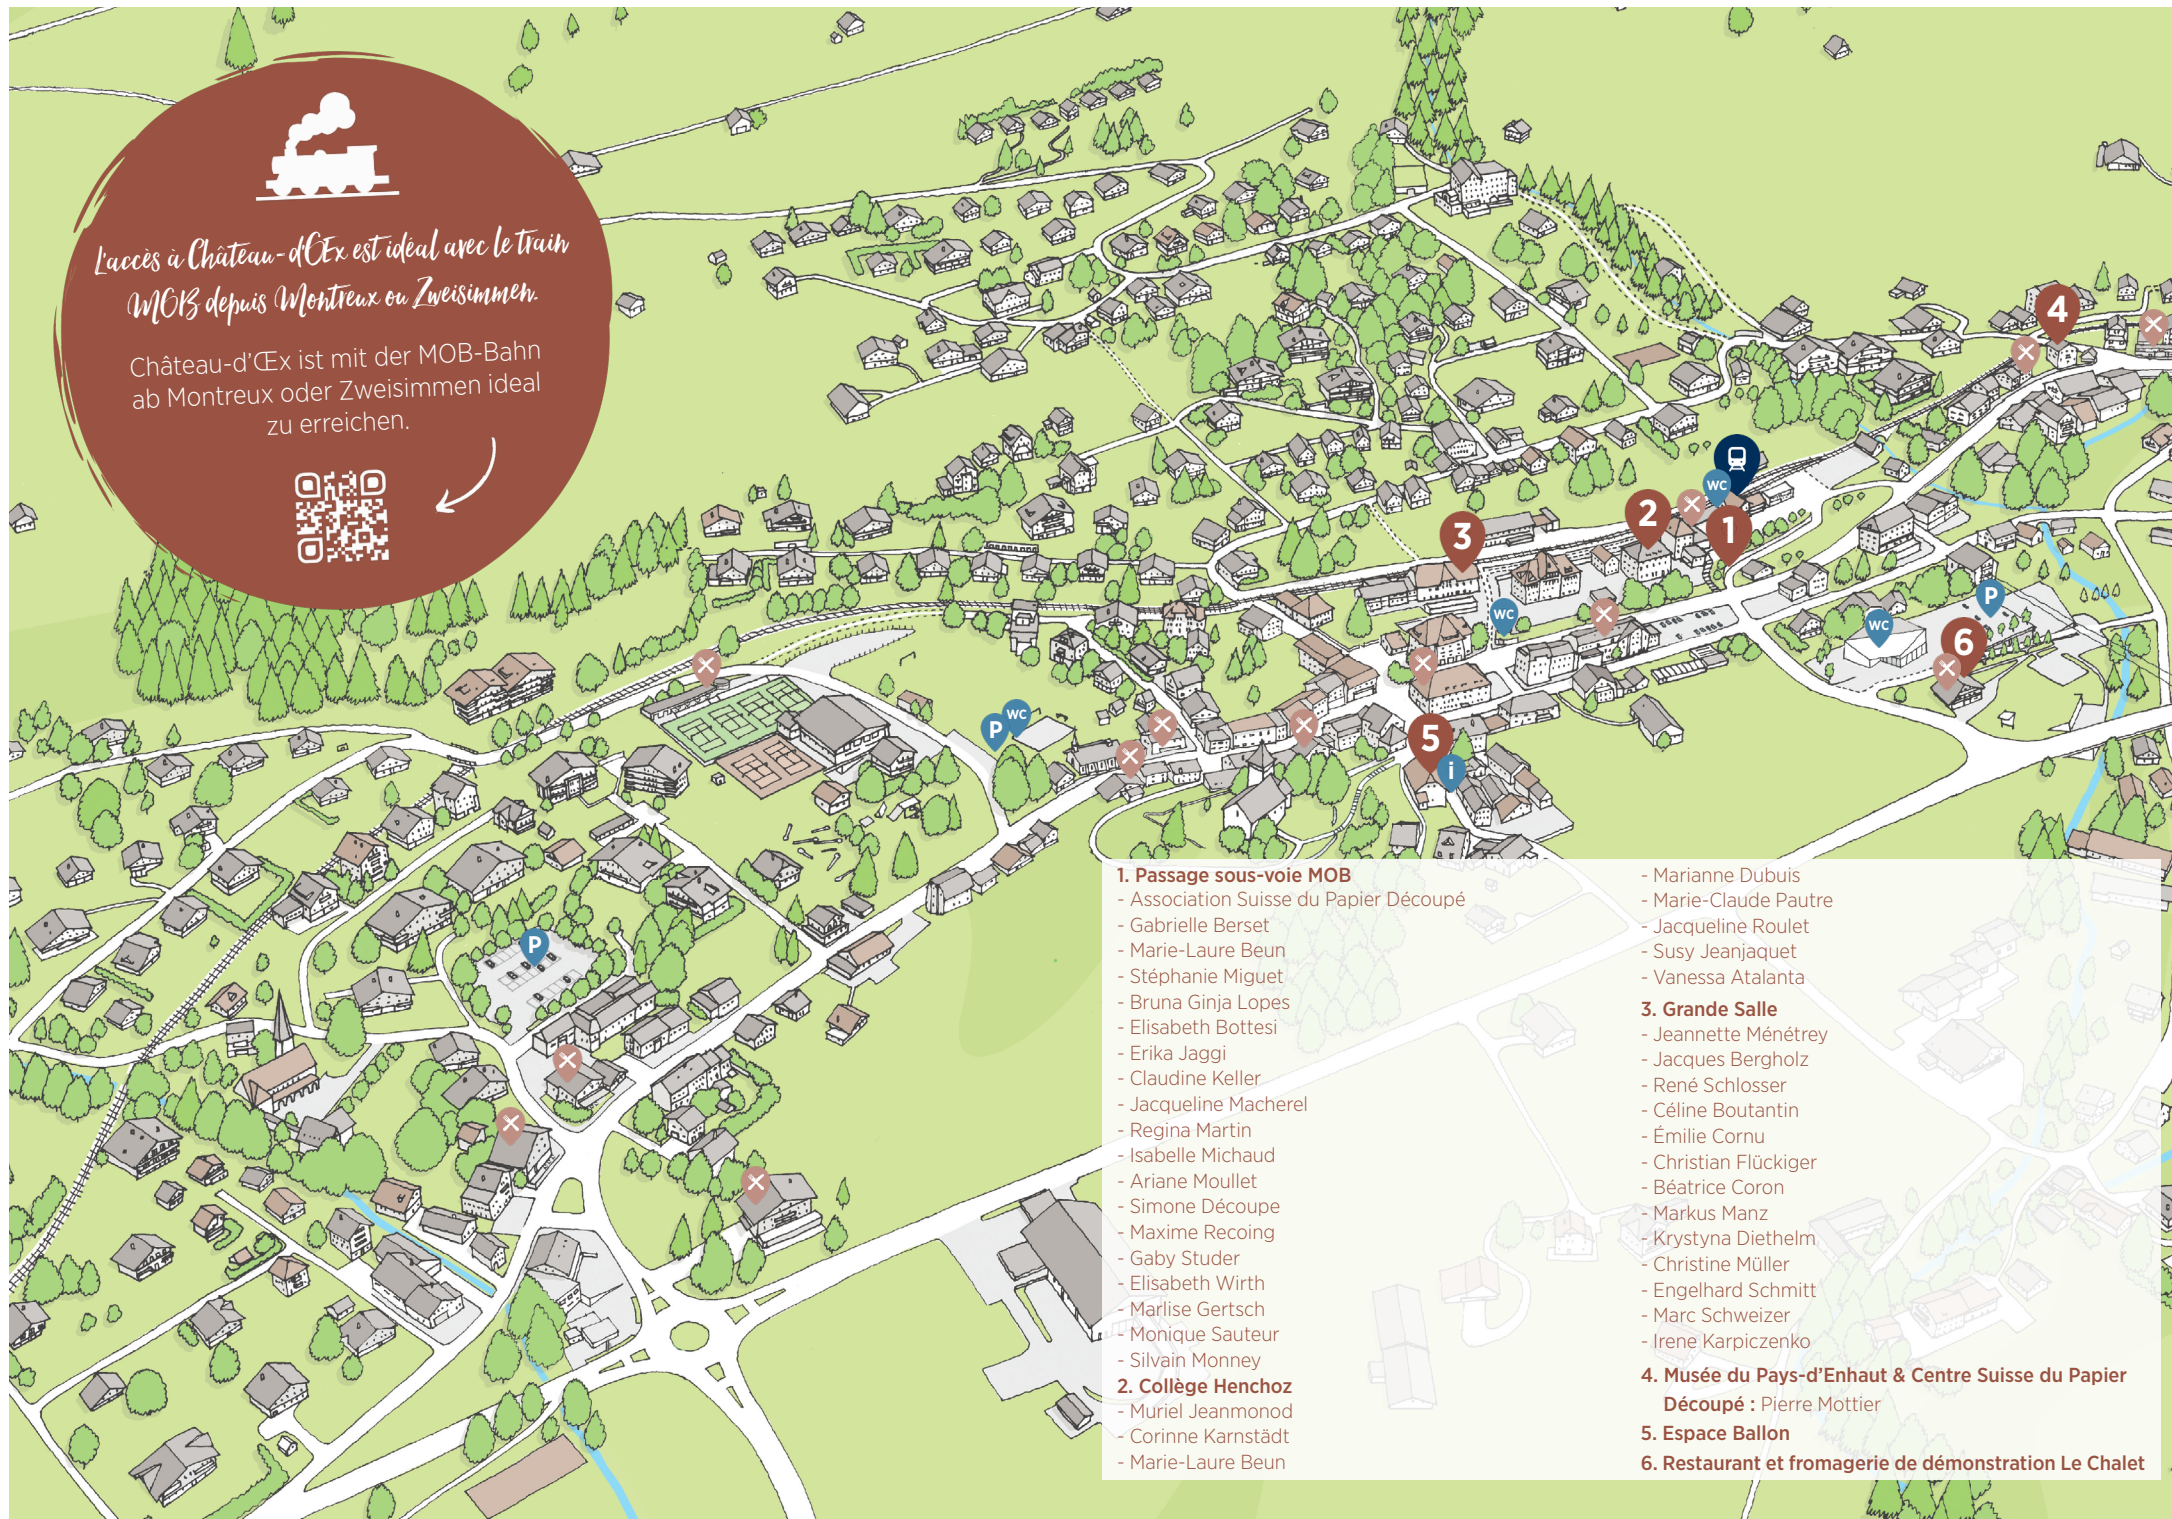 L'accès à Château-d'Œx est idéal avec le train
MOB depuis Montreux ou Zweisimmen.
Château-d'Œx ist mit der MOB-Bahn
ab Montreux oder Zweisimmen ideal
zu erreichen.
4
WC
2
3
1
P
WC
WC
6
P
WC
5
i
P
1. Passage sous-voie MOB
- Association Suisse du Papier Découpé
- Gabrielle Berset
- Marie-Laure Beun
- Stéphanie Miguet
- Bruna Ginja Lopes
- Elisabeth Bottesi
- Erika Jaggi
- Claudine Keller
- Jacqueline Macherel
- Regina Martin
- Isabelle Michaud
- Ariane Moullet
- Simone Découpe
- Maxime Recoing
- Gaby Studer
- Elisabeth Wirth
- Marlise Gertsch
- Monique Sauteur
- Silvain Monney
2. Collège Henchoz
- Muriel Jeanmonod
- Corinne Karnstädt
- Marie-Laure Beun
- Marianne Dubuis
- Marie-Claude Pautre
- Jacqueline Roulet
- Susy Jeanjaquet
- Vanessa Atalanta
3. Grande Salle
- Jeannette Ménétrey
- Jacques Bergholz
- René Schlosser
- Céline Boutantin
- Émilie Cornu
- Christian Flückiger
- Béatrice Coron
- Markus Manz
- Krystyna Diethelm
- Christine Müller
- Engelhard Schmitt
- Marc Schweizer
- Irene Karpiczenko
4. Musée du Pays-d'Enhaut & Centre Suisse du Papier
Découpé : Pierre Mottier
5. Espace Ballon
6. Restaurant et fromagerie de démonstration Le Chalet